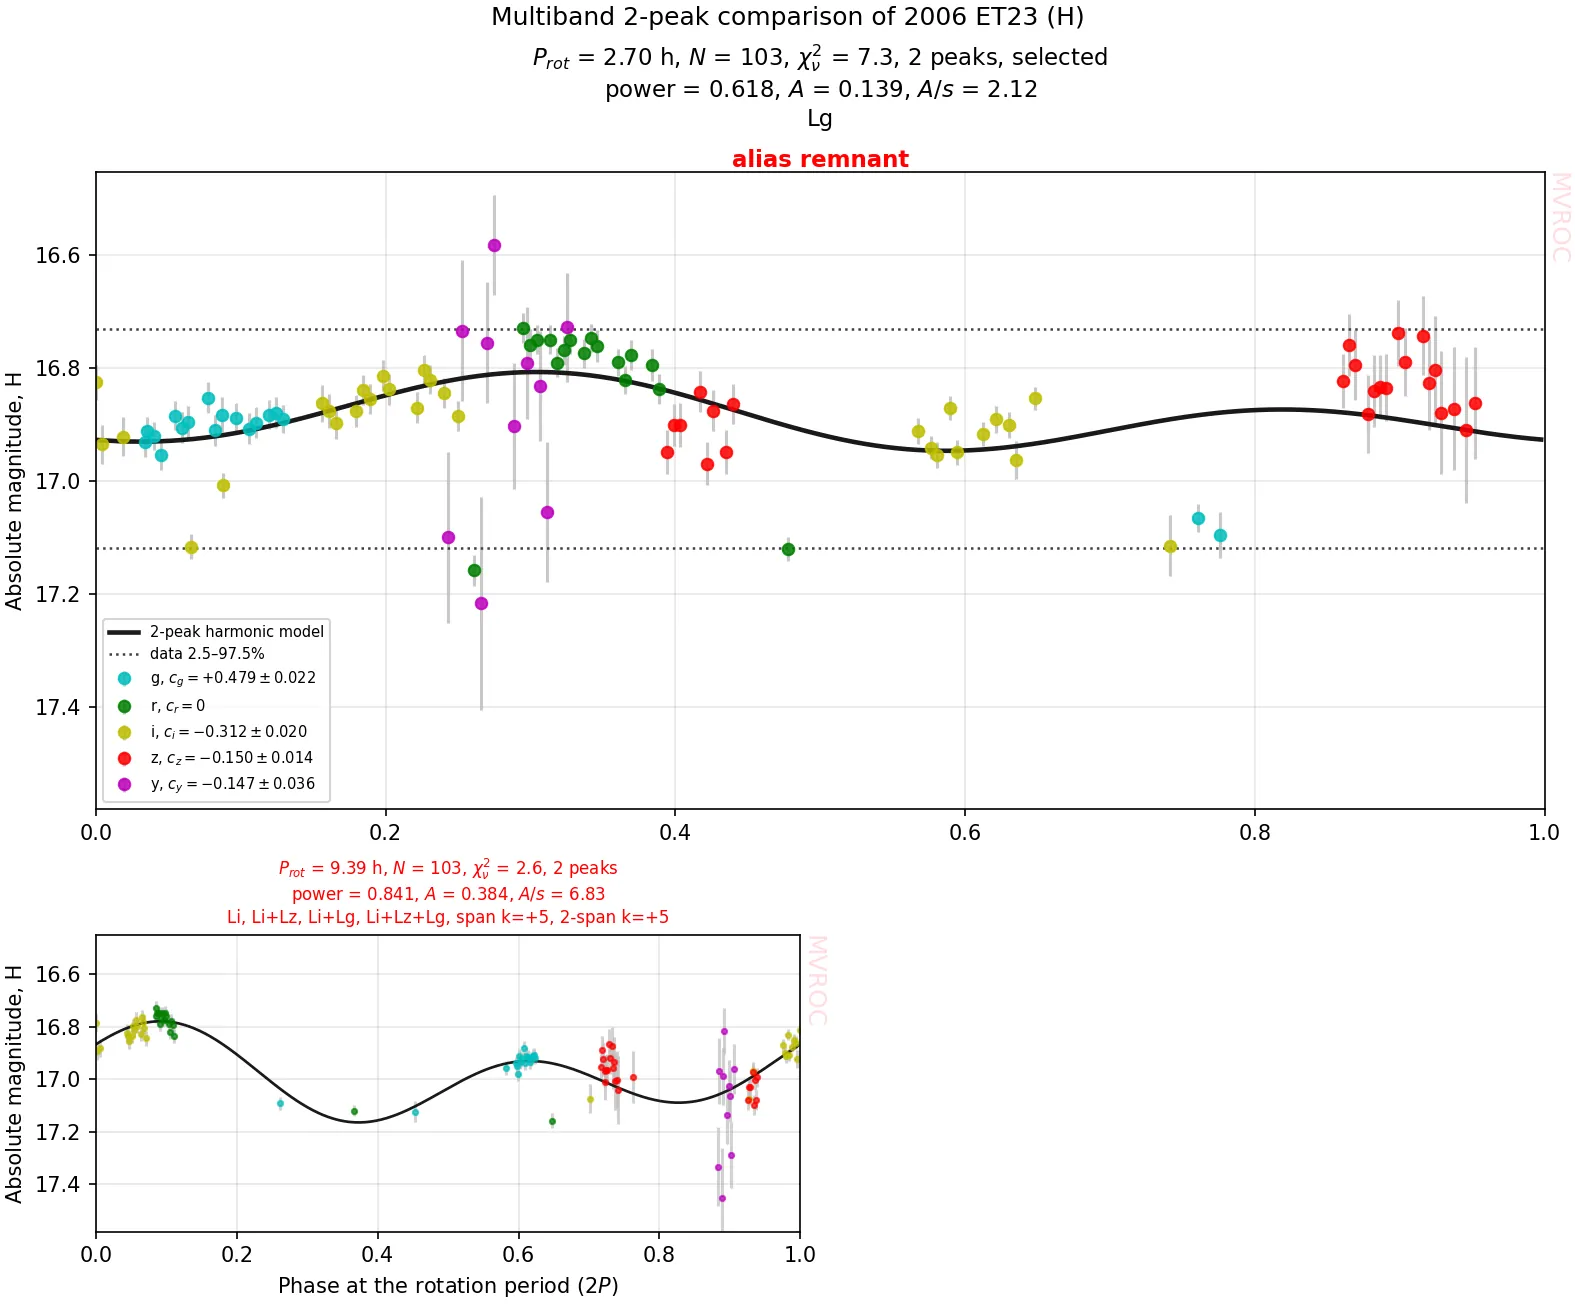 Multiband 2-peak comparison of 2006 ET23 (H)
P_rot = 2.70 h, N = 103, χ²_ν = 7.3, 2 peaks, selected
power = 0.618, A = 0.139, A/s = 2.12
Lg
alias remnant
MVROC
Absolute magnitude, H
16.6
16.8
17.0
17.2
17.4
2-peak harmonic model
data 2.5–97.5%
g, c_g = +0.479 ± 0.022
r, c_r = 0
i, c_i = −0.312 ± 0.020
z, c_z = −0.150 ± 0.014
y, c_y = −0.147 ± 0.036
0.0 0.2 0.4 0.6 0.8 1.0
P_rot = 9.39 h, N = 103, χ²_ν = 2.6, 2 peaks
power = 0.841, A = 0.384, A/s = 6.83
Li, Li+Lz, Li+Lg, Li+Lz+Lg, span k=+5, 2-span k=+5
MVROC
Absolute magnitude, H
16.6
16.8
17.0
17.2
17.4
0.0 0.2 0.4 0.6 0.8 1.0
Phase at the rotation period (2P)